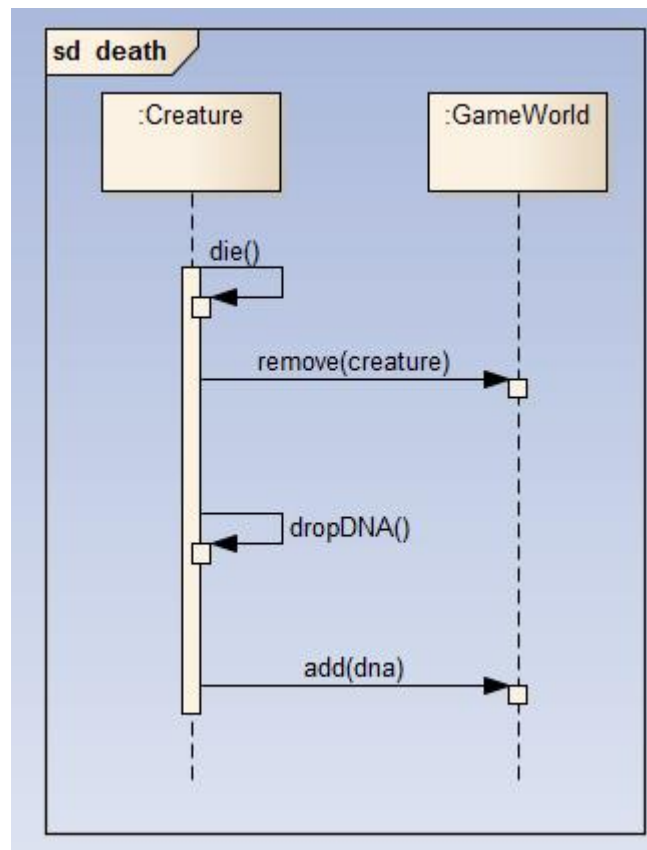 sd death
:Creature
:GameWorld
die()
remove(creature)
dropDNA()
add(dna)